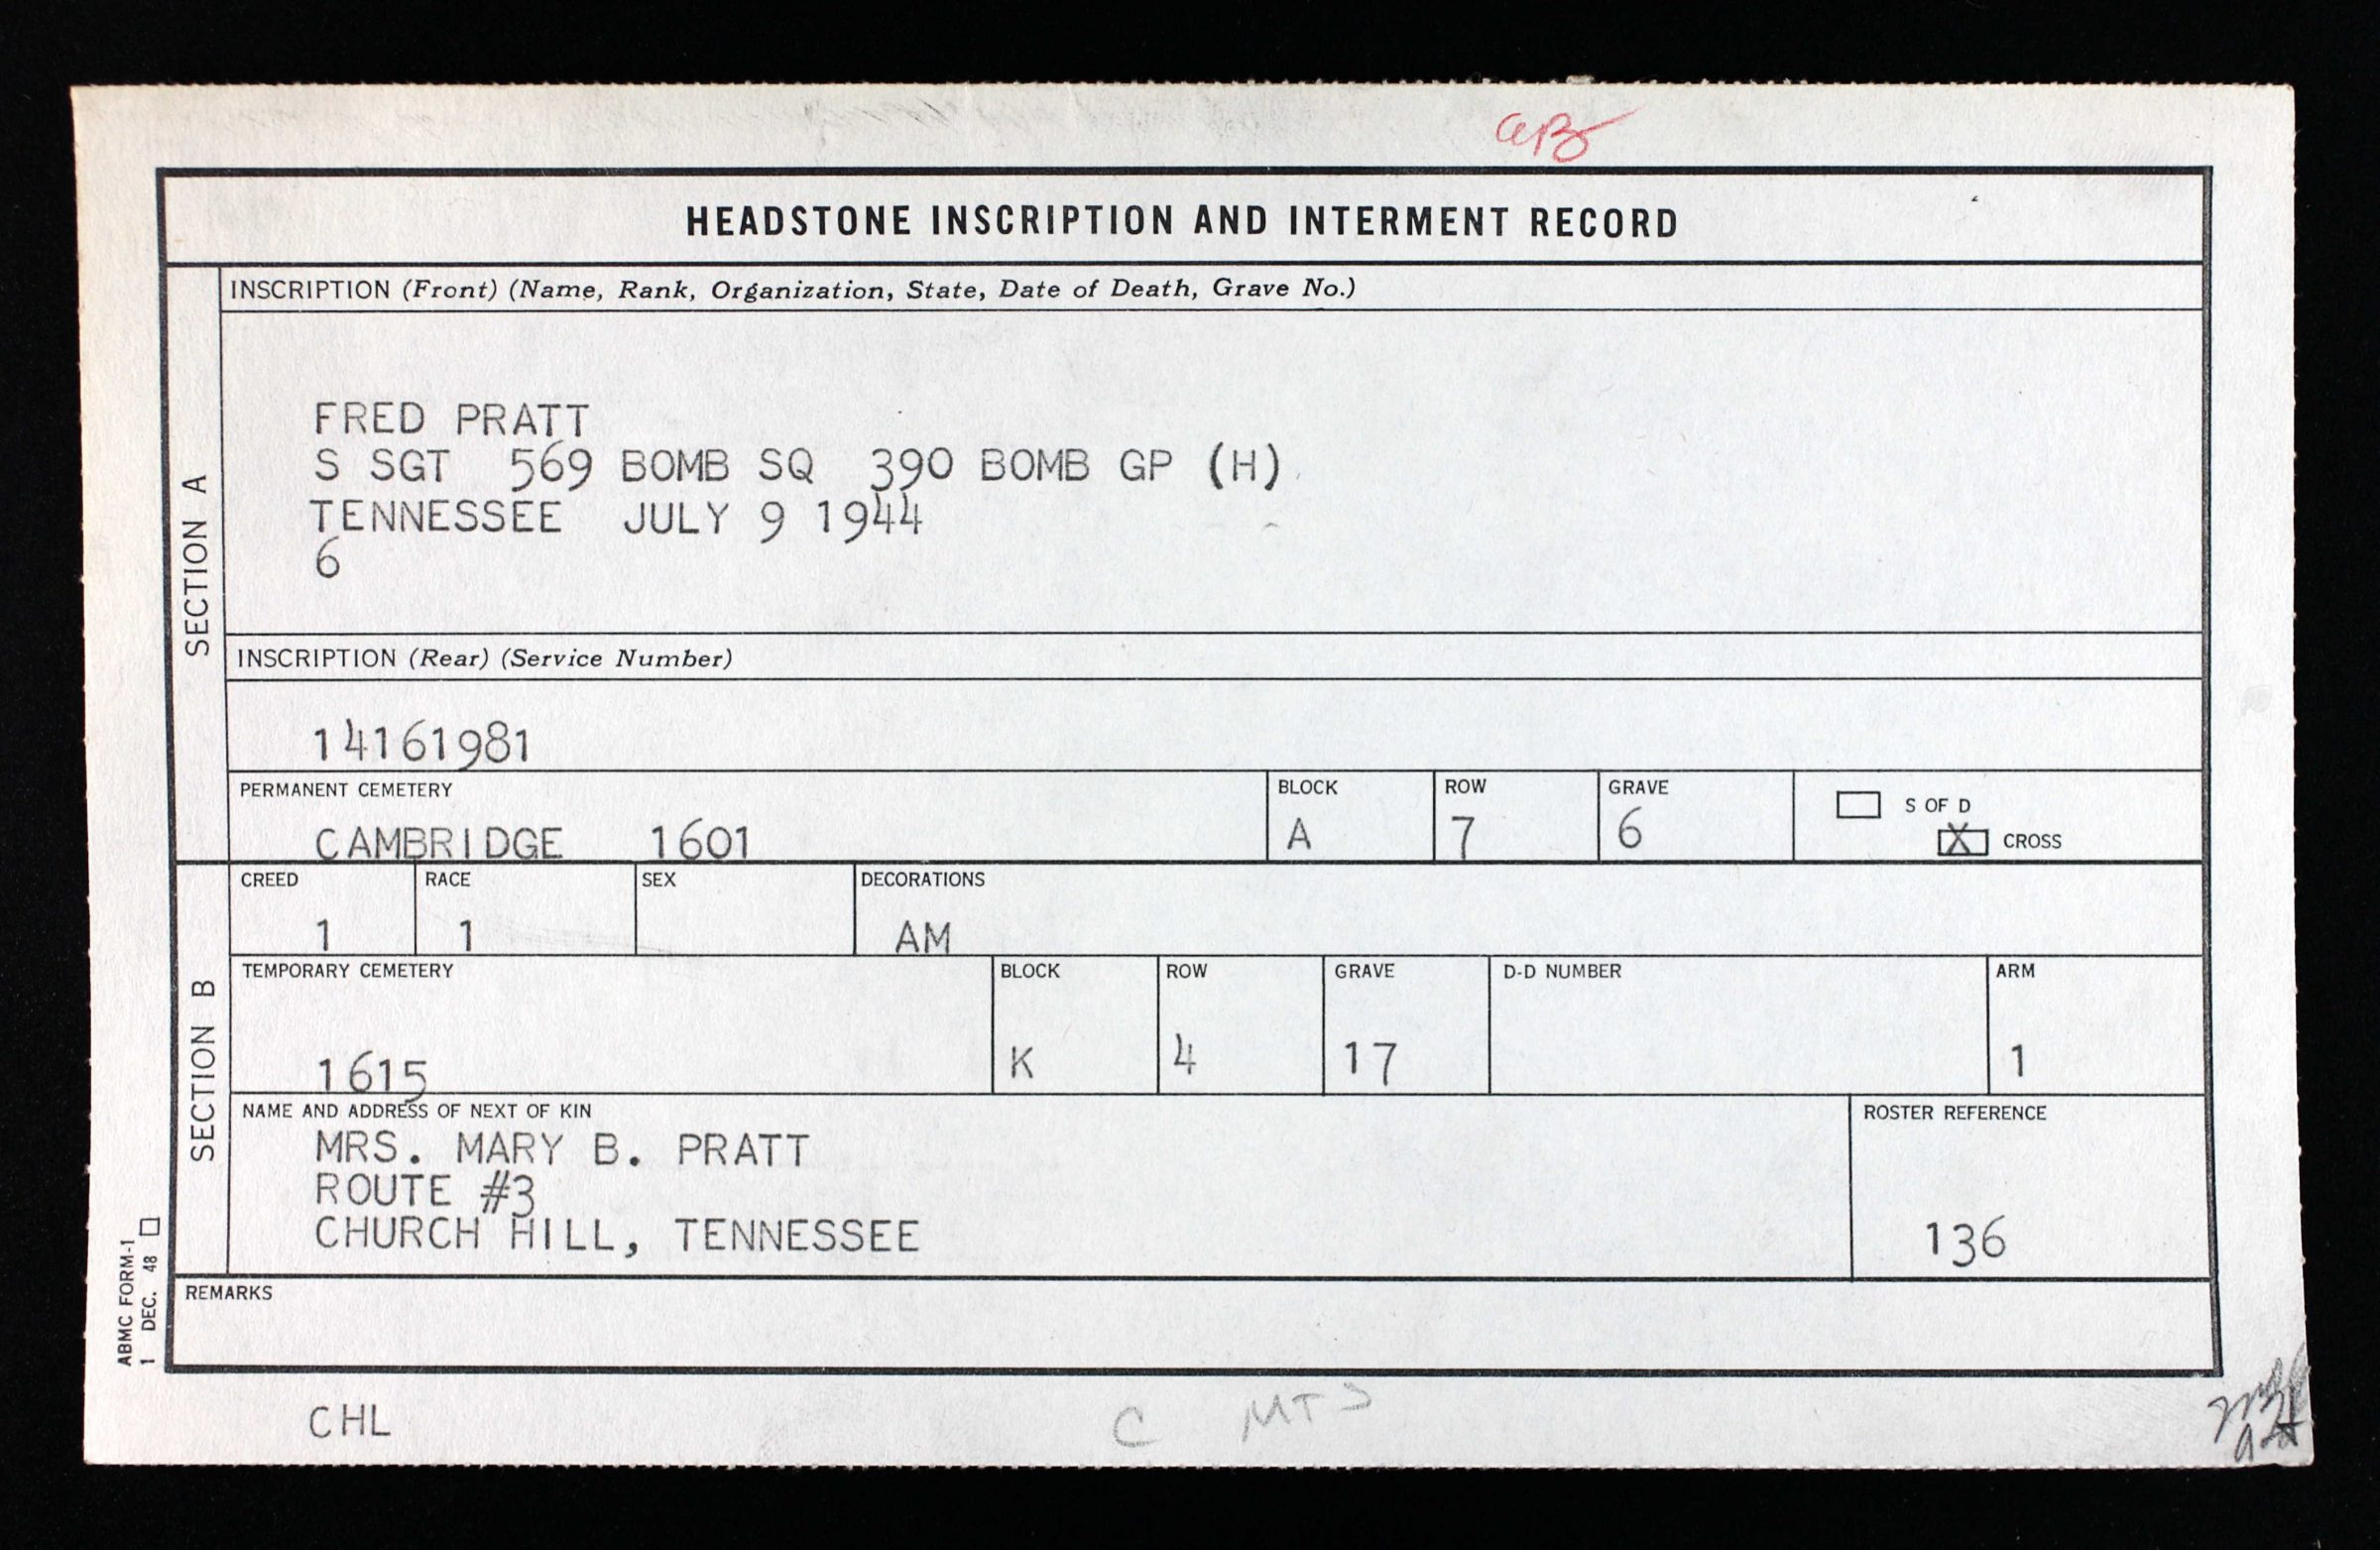 HEADSTONE INSCRIPTION AND INTERMENT RECORD
SECTION A
INSCRIPTION (Front) (Name, Rank, Organization, State, Date of Death, Grave No.)
FRED PRATT
S SGT 569 BOMB SQ 390 BOMB GP (H)
TENNESSEE JULY 9 1944
6
INSCRIPTION (Rear) (Service Number)
14161981
PERMANENT CEMETERY BLOCK ROW GRAVE S OF D
CAMBRIDGE 1601 A 7 6 X CROSS
SECTION B
CREED RACE SEX DECORATIONS
1 1 AM
TEMPORARY CEMETERY BLOCK ROW GRAVE D-D NUMBER ARM
1615 K 4 17 1
NAME AND ADDRESS OF NEXT OF KIN ROSTER REFERENCE
MRS. MARY B. PRATT
ROUTE #3
CHURCH HILL, TENNESSEE 136
REMARKS
ABMC FORM-1
1 DEC. 48
CHL C MTS